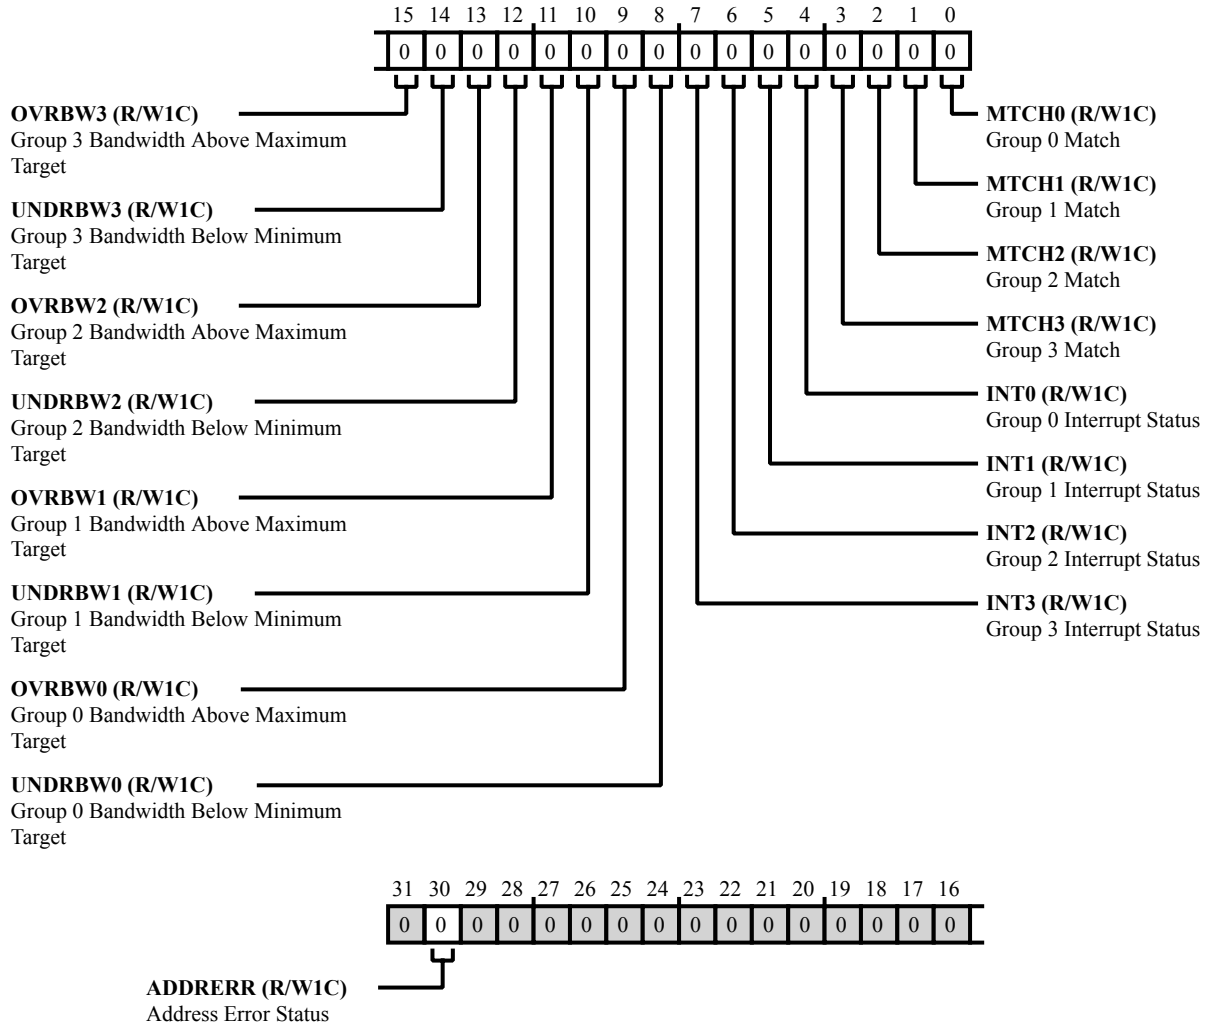 15 14 13 12 11 10 9 8 7 6 5 4 3 2 1 0
0 0 0 0 0 0 0 0 0 0 0 0 0 0 0 0
OVRBW3 (R/W1C)
Group 3 Bandwidth Above Maximum
Target
UNDRBW3 (R/W1C)
Group 3 Bandwidth Below Minimum
Target
OVRBW2 (R/W1C)
Group 2 Bandwidth Above Maximum
Target
UNDRBW2 (R/W1C)
Group 2 Bandwidth Below Minimum
Target
OVRBW1 (R/W1C)
Group 1 Bandwidth Above Maximum
Target
UNDRBW1 (R/W1C)
Group 1 Bandwidth Below Minimum
Target
OVRBW0 (R/W1C)
Group 0 Bandwidth Above Maximum
Target
UNDRBW0 (R/W1C)
Group 0 Bandwidth Below Minimum
Target
MTCH0 (R/W1C)
Group 0 Match
MTCH1 (R/W1C)
Group 1 Match
MTCH2 (R/W1C)
Group 2 Match
MTCH3 (R/W1C)
Group 3 Match
INT0 (R/W1C)
Group 0 Interrupt Status
INT1 (R/W1C)
Group 1 Interrupt Status
INT2 (R/W1C)
Group 2 Interrupt Status
INT3 (R/W1C)
Group 3 Interrupt Status
31 30 29 28 27 26 25 24 23 22 21 20 19 18 17 16
0 0 0 0 0 0 0 0 0 0 0 0 0 0 0 0
ADDRERR (R/W1C)
Address Error Status